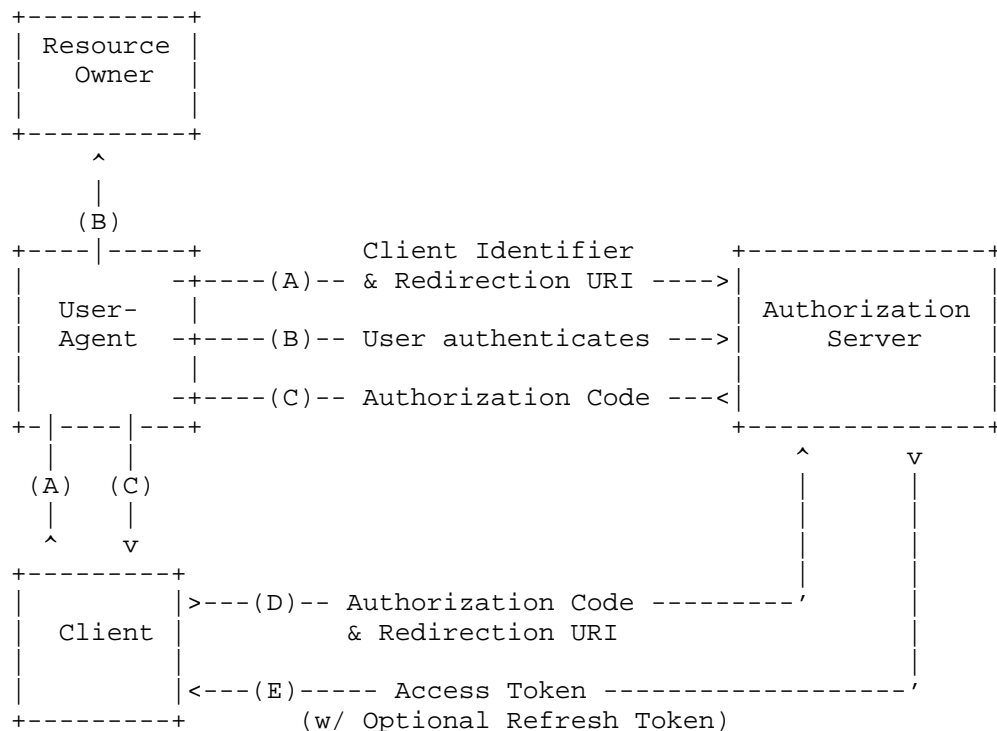 Resource
Owner
(B)
Client Identifier
(A) & Redirection URI
User-
Agent
(B) User authenticates
Authorization
Server
(C) Authorization Code
(A) (C)
(D) Authorization Code
& Redirection URI
Client
(E) Access Token
(w/ Optional Refresh Token)